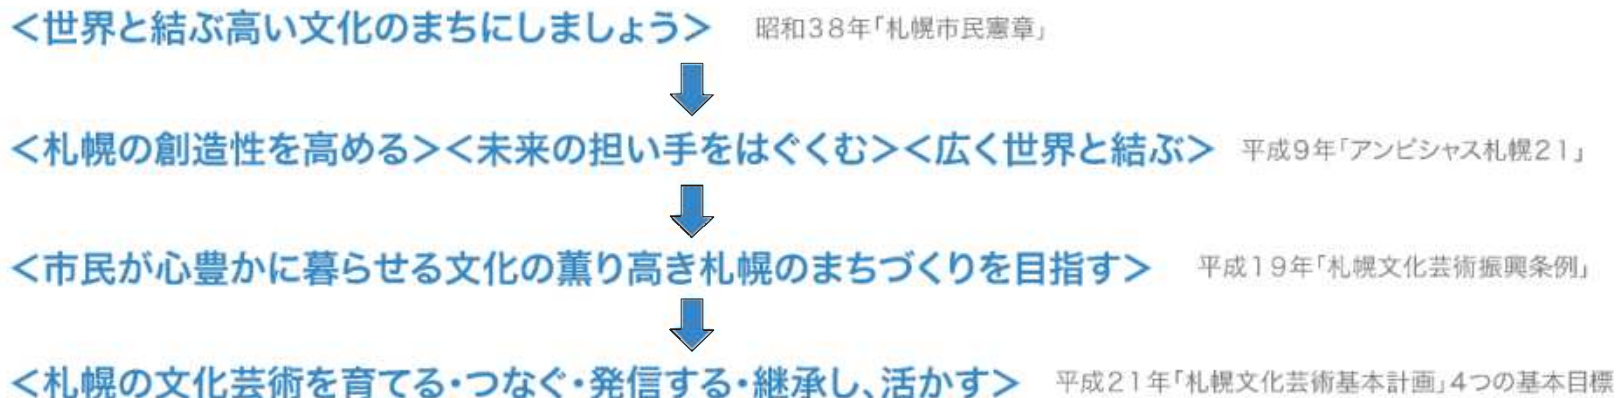 <世界と結ぶ高い文化のまちにしましょう> 昭和38年「札幌市民憲章」
<札幌の創造性を高める><未来の担い手をはぐくむ><広く世界と結ぶ> 平成9年「アンビシャス札幌21」
<市民が心豊かに暮らせる文化の薫り高き札幌のまちづくりを目指す> 平成19年「札幌文化芸術振興条例」
<札幌の文化芸術を育てる・つなぐ・発信する・継承し、活かす> 平成21年「札幌文化芸術基本計画」4つの基本目標